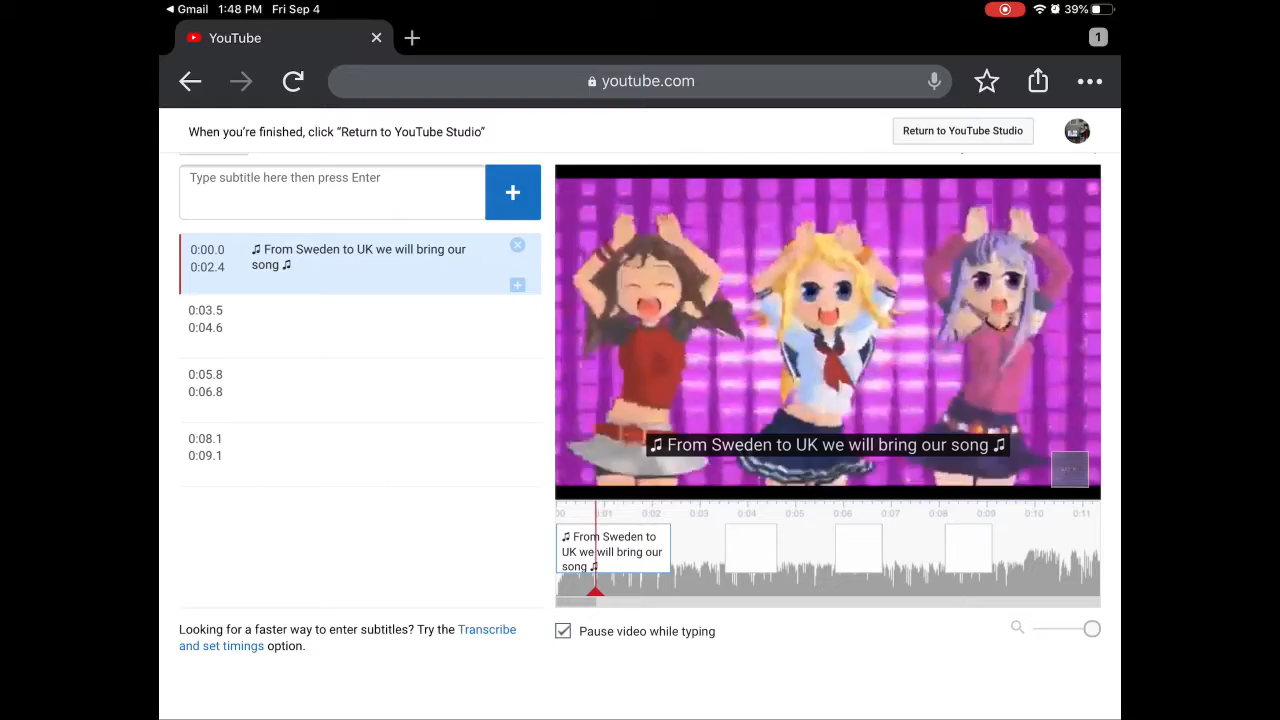 Gmail 1:48 PM Fri Sep 4 39%
YouTube 1
youtube.com
When you're finished, click “Return to YouTube Studio” Return to YouTube Studio
Type subtitle here then press Enter +
0:00.0 ♫ From Sweden to UK we will bring our
0:02.4 song ♫
0:03.5
0:04.6
0:05.8
0:06.8
0:08.1
0:09.1
♫ From Sweden to UK we will bring our song ♫
00 0:01 0:02 0:03 0:04 0:05 0:06 0:07 0:08 0:09 0:10 0:11
♫ From Sweden to
UK we will bring our
song ♫
Looking for a faster way to enter subtitles? Try the Transcribe
and set timings option.
Pause video while typing